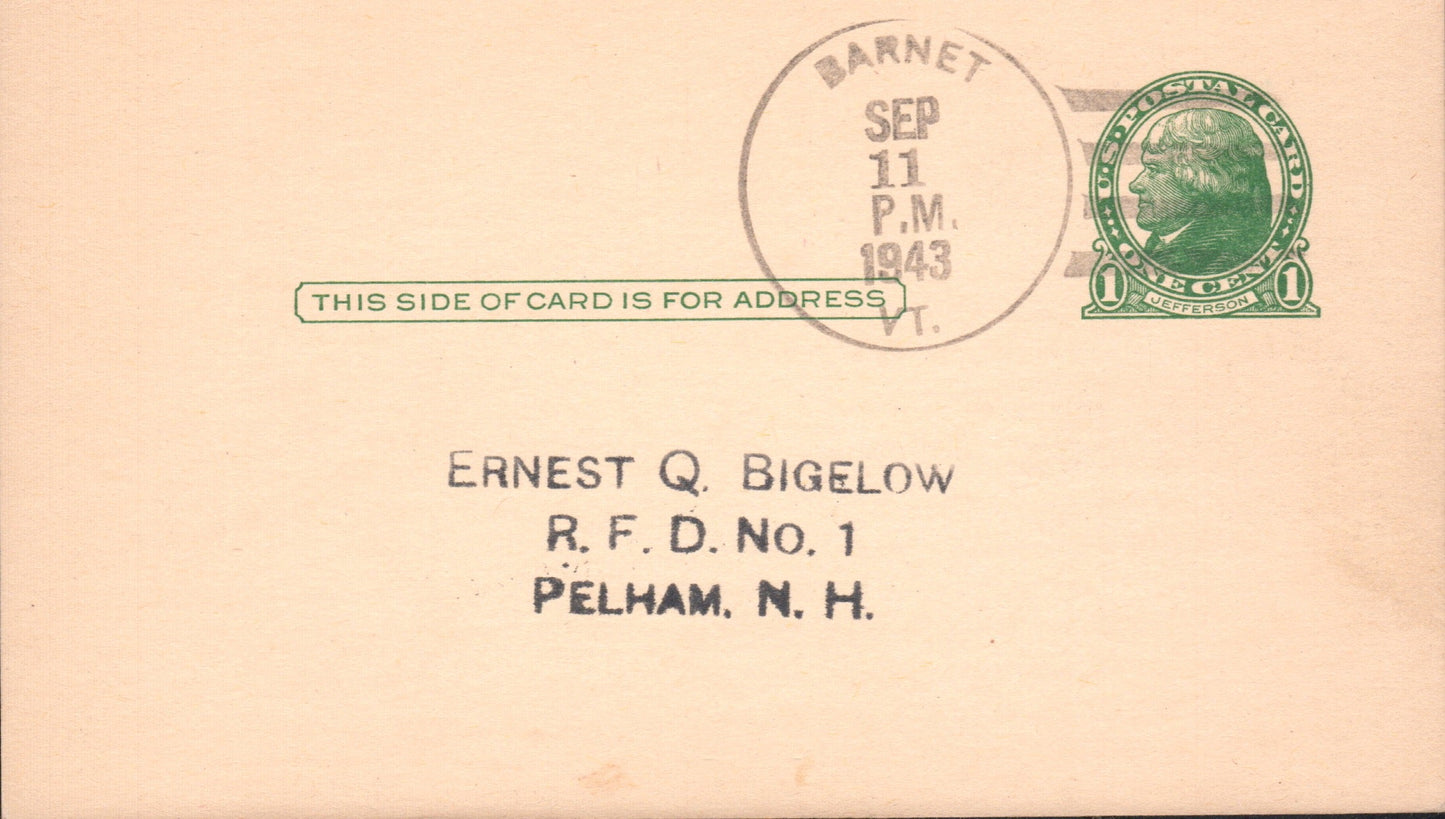 BARNET
SEP
11
P.M.
1943
VT.
U.S. POSTAL CARD
1 ONE CENT 1
JEFFERSON
THIS SIDE OF CARD IS FOR ADDRESS
ERNEST Q. BIGELOW
R. F. D. NO. 1
PELHAM. N. H.